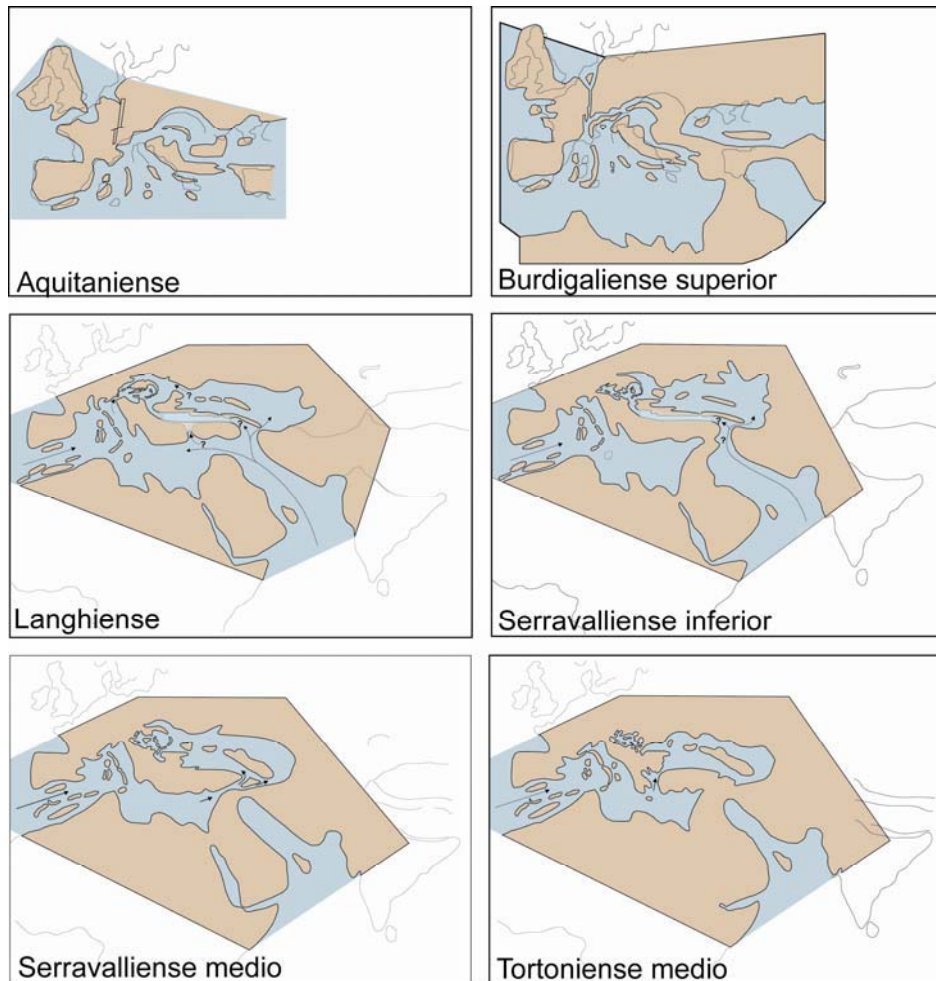 Aquitaniense
Burdigaliense superior
?
?
?
Langhiense
?
?
Serravalliense inferior
Serravalliense medio
Tortoniense medio